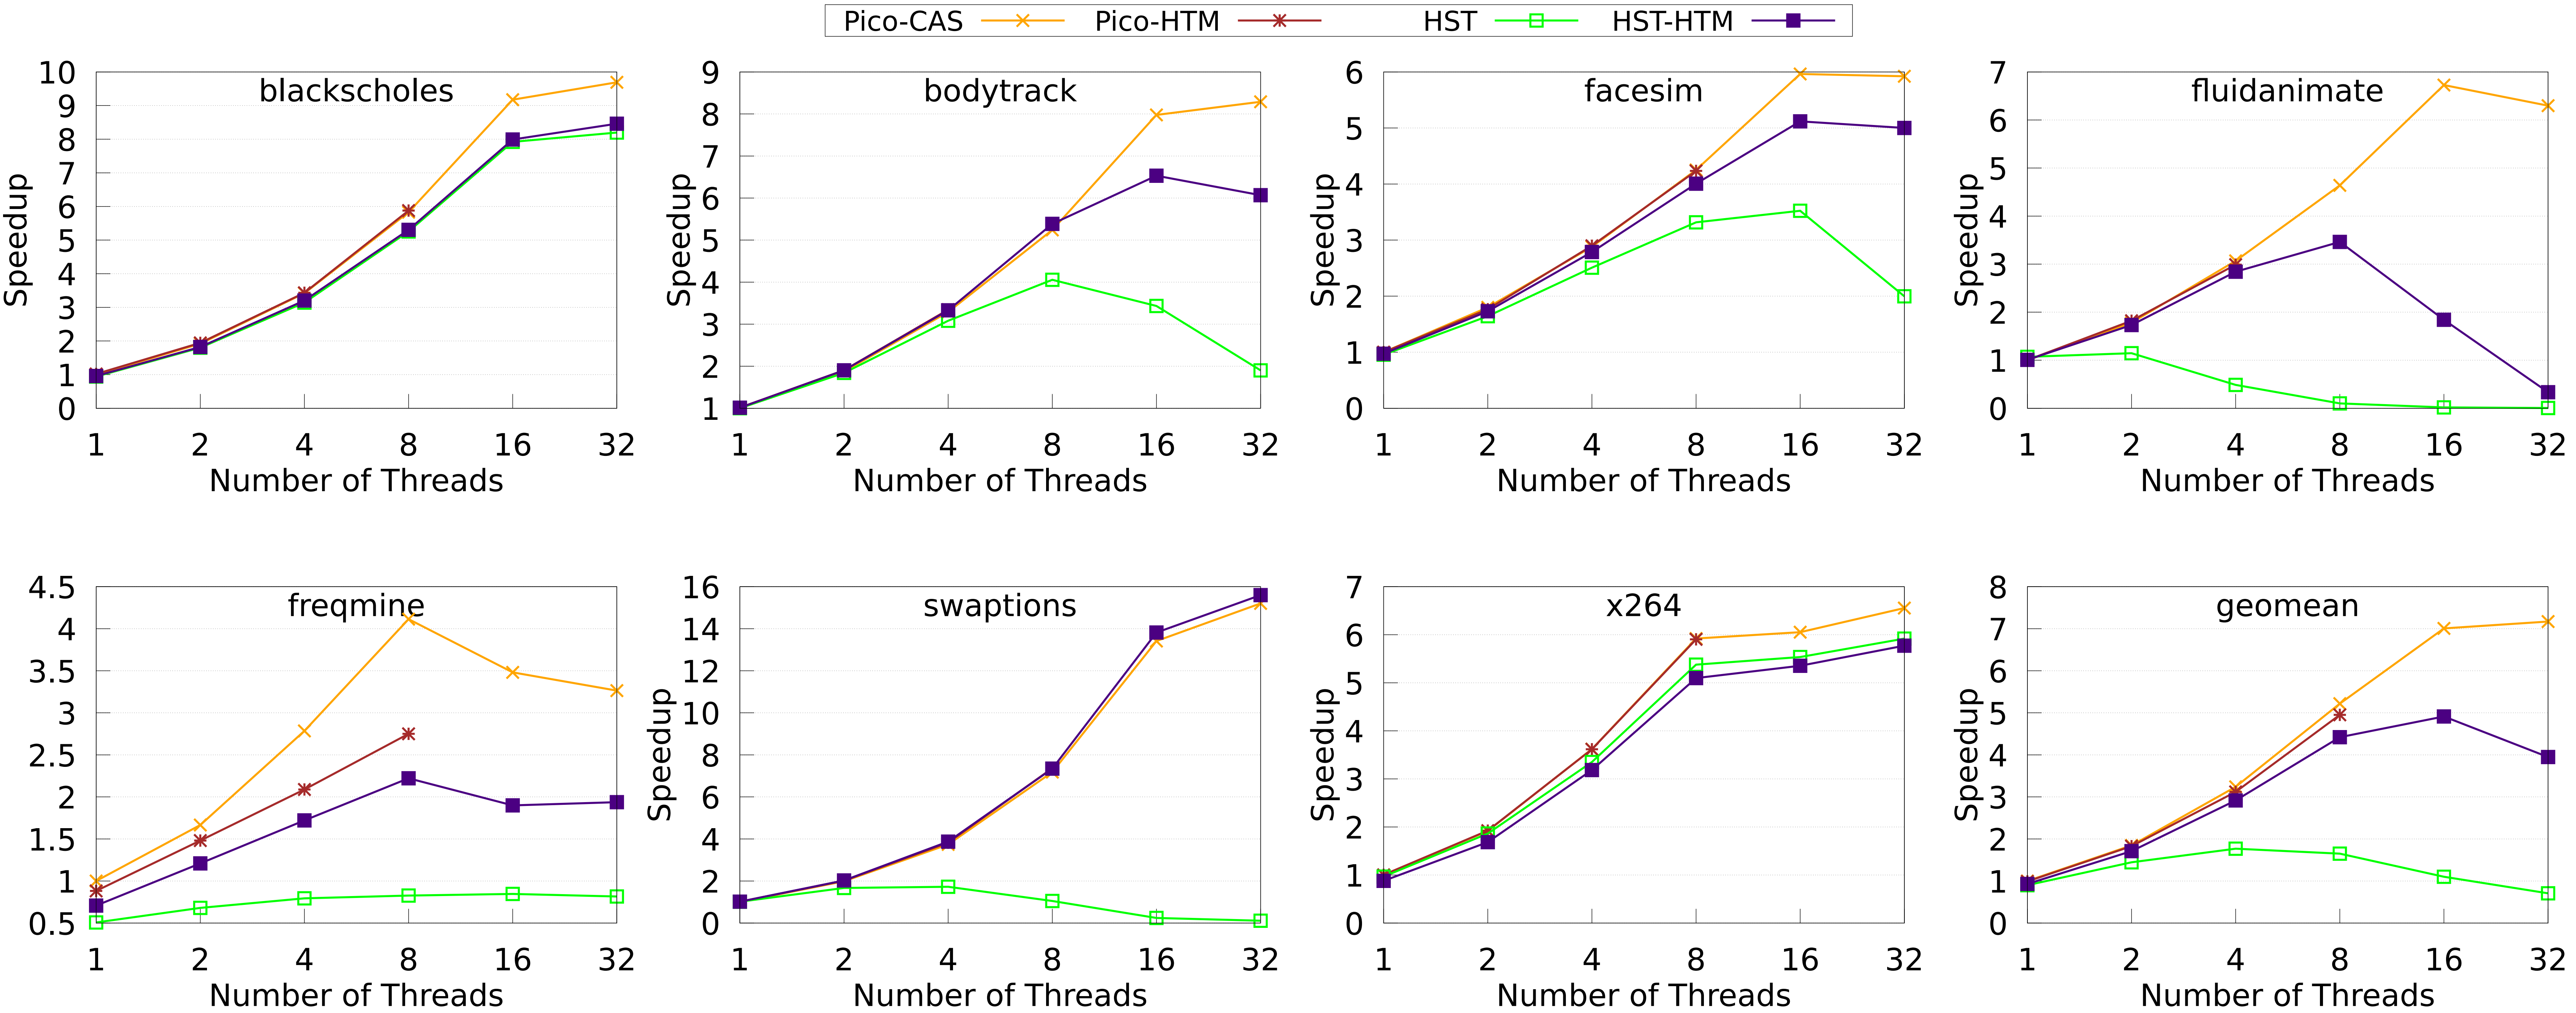 Pico-CAS Pico-HTM HST HST-HTM
blackscholes
10
9
8
7
6
5
4
3
2
1
0
Speedup
1 2 4 8 16 32
Number of Threads
bodytrack
9
8
7
6
5
4
3
2
1
Speedup
1 2 4 8 16 32
Number of Threads
facesim
6
5
4
3
2
1
0
Speedup
1 2 4 8 16 32
Number of Threads
fluidanimate
7
6
5
4
3
2
1
0
Speedup
1 2 4 8 16 32
Number of Threads
freqmine
4.5
4
3.5
3
2.5
2
1.5
1
0.5
1 2 4 8 16 32
Number of Threads
swaptions
16
14
12
10
8
6
4
2
0
Speedup
1 2 4 8 16 32
Number of Threads
x264
7
6
5
4
3
2
1
0
Speedup
1 2 4 8 16 32
Number of Threads
geomean
8
7
6
5
4
3
2
1
0
Speedup
1 2 4 8 16 32
Number of Threads